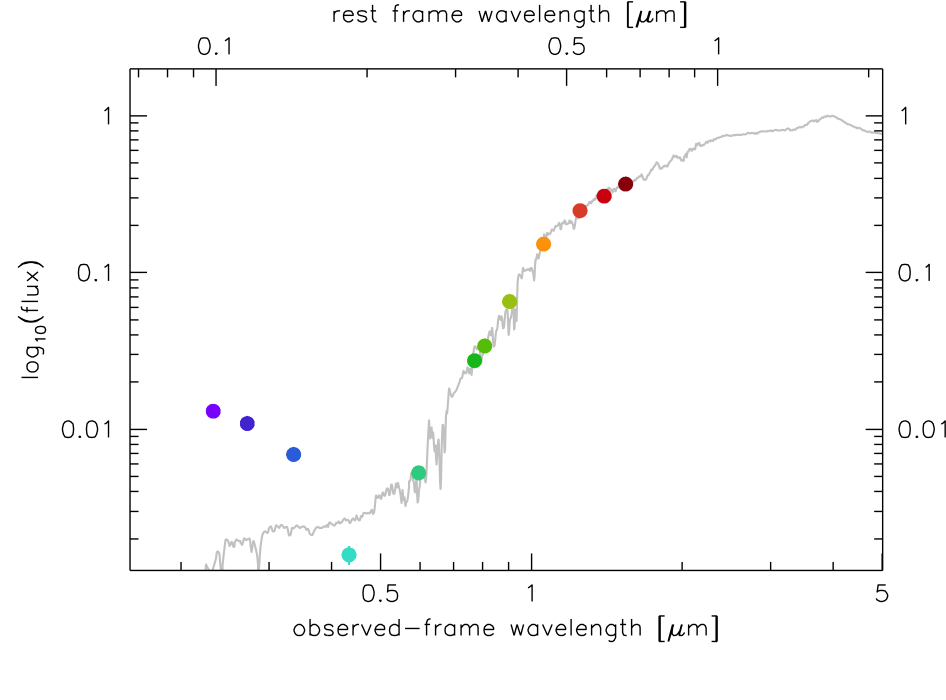 rest frame wavelength [μm]
0.1 0.5 1
1 1
0.1 0.1
0.01 0.01
log₁₀(flux)
0.5 1 5
observed-frame wavelength [μm]